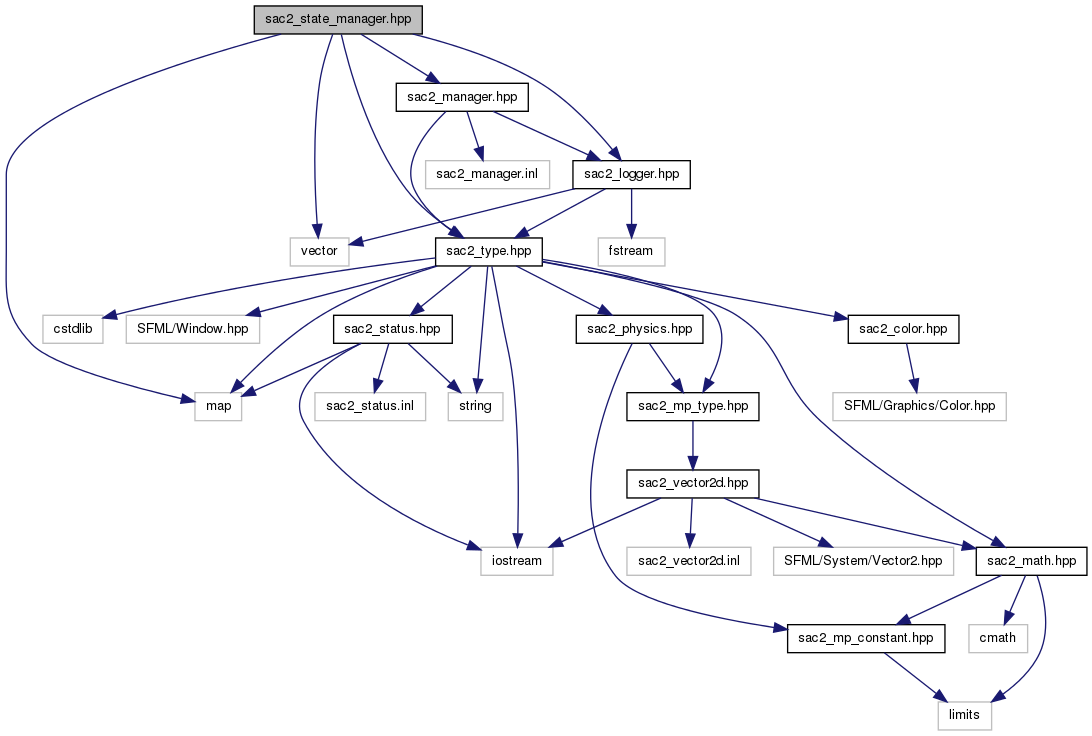 sac2_state_manager.hpp
sac2_manager.hpp
sac2_manager.inl
sac2_logger.hpp
vector
sac2_type.hpp
fstream
cstdlib
SFML/Window.hpp
sac2_status.hpp
sac2_physics.hpp
sac2_color.hpp
map
sac2_status.inl
string
sac2_mp_type.hpp
SFML/Graphics/Color.hpp
sac2_vector2d.hpp
iostream
sac2_vector2d.inl
SFML/System/Vector2.hpp
sac2_math.hpp
sac2_mp_constant.hpp
cmath
limits